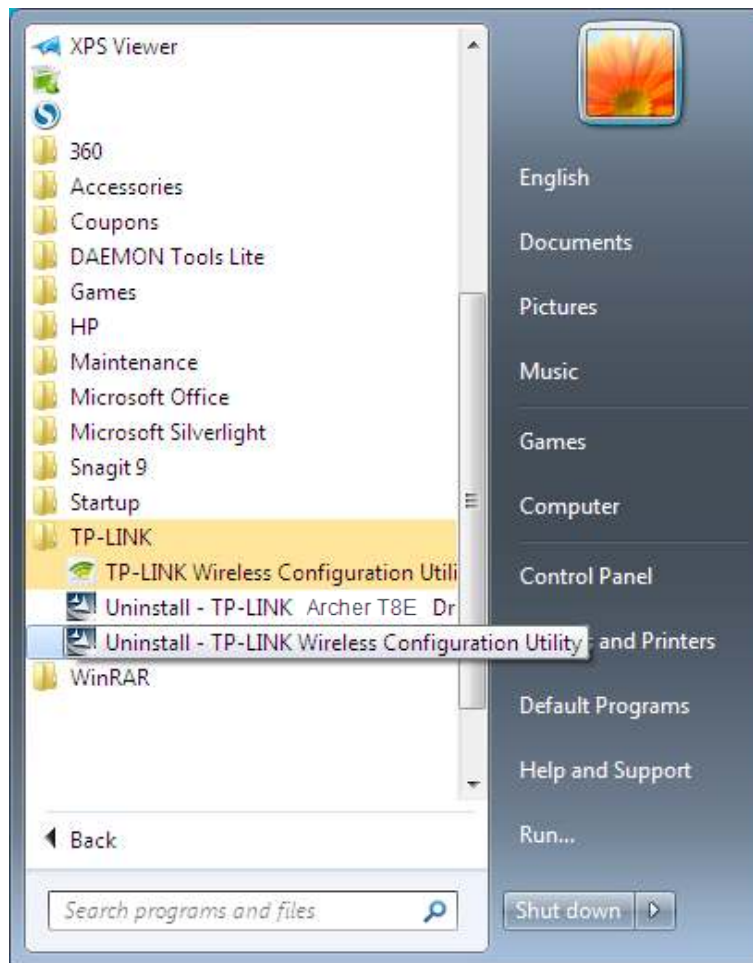 XPS Viewer
360
Accessories
Coupons
DAEMON Tools Lite
Games
HP
Maintenance
Microsoft Office
Microsoft Silverlight
Snagit 9
Startup
TP-LINK
TP-LINK Wireless Configuration Utili
Uninstall - TP-LINK Archer T8E Dr
Uninstall - TP-LINK Wireless Configuration Utility
WinRAR
Back
Search programs and files
English
Documents
Pictures
Music
Games
Computer
Control Panel
and Printers
Default Programs
Help and Support
Run...
Shut down